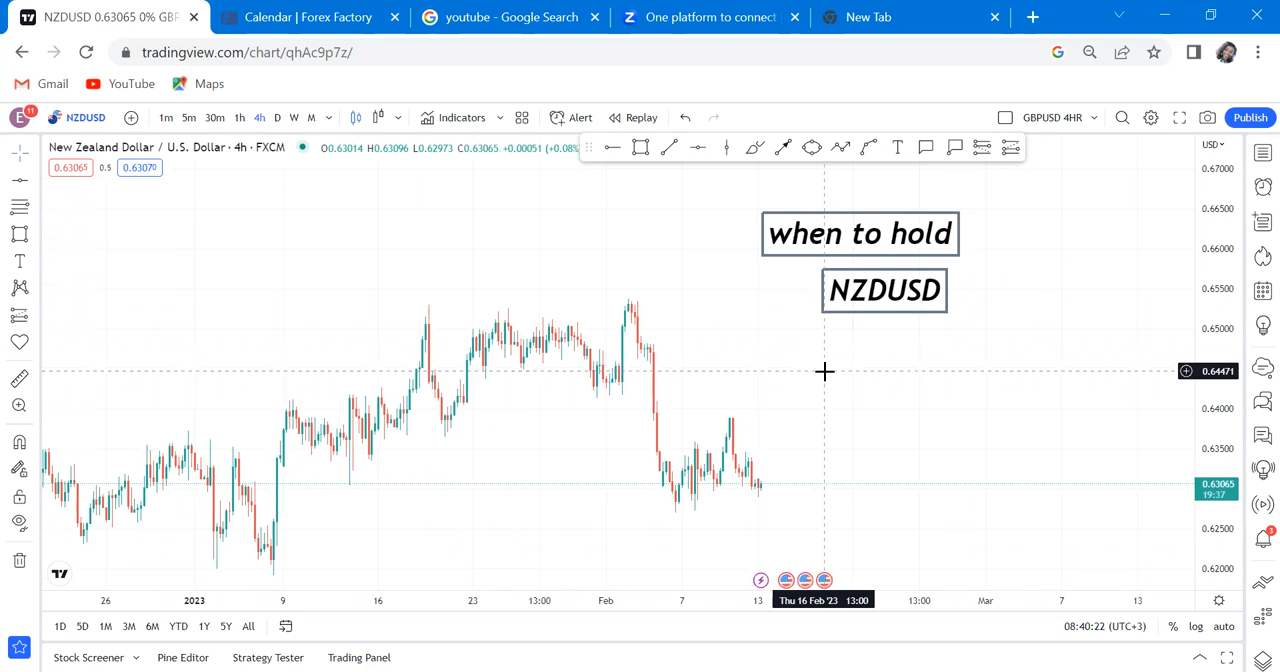 NZDUSD 0.63065 0% GBF
Calendar | Forex Factory
youtube - Google Search
One platform to connect
New Tab
tradingview.com/chart/qhAc9p7z/
Gmail YouTube Maps
E 11 NZDUSD 1m 5m 30m 1h 4h D W M Indicators Alert Replay GBPUSD 4HR Publish
New Zealand Dollar / U.S. Dollar · 4h · FXCM O0.63014 H0.63096 L0.62973 C0.63065 +0.00051 (+0.08%
0.63065 0.5 0.63070
USD
0.67000
0.66500
when to hold
0.66000
NZDUSD
0.65500
0.65000
0.64471
0.64000
0.63500
0.63065
19:37
0.62500
0.62000
3
26 2023 9 16 23 13:00 Feb 7 13 Thu 16 Feb '23 13:00 13:00 Mar 7 13
1D 5D 1M 3M 6M YTD 1Y 5Y All 08:40:22 (UTC+3) % log auto
Stock Screener Pine Editor Strategy Tester Trading Panel